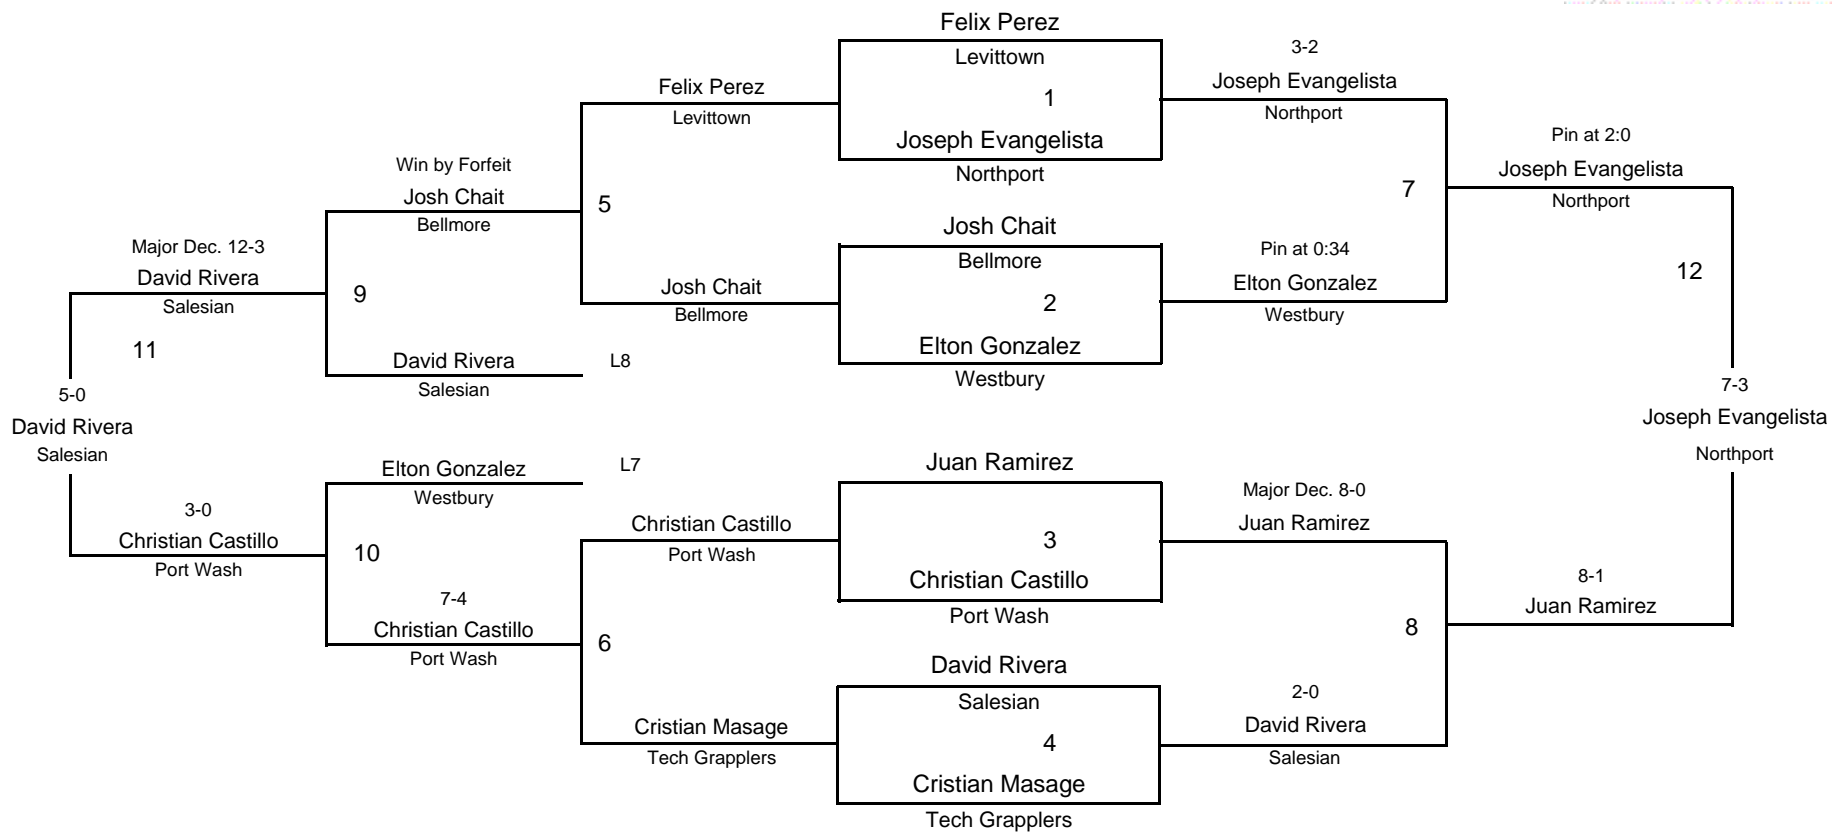 Felix Perez
Levittown
1
Joseph Evangelista
Northport
Josh Chait
Bellmore
2
Elton Gonzalez
Westbury
Juan Ramirez
3
Christian Castillo
Port Wash
David Rivera
Salesian
4
Cristian Masage
Tech Grapplers
3-2
Joseph Evangelista
Northport
7
Pin at 0:34
Elton Gonzalez
Westbury
Major Dec. 8-0
Juan Ramirez
8
2-0
David Rivera
Salesian
Pin at 2:0
Joseph Evangelista
Northport
12
8-1
Juan Ramirez
7-3
Joseph Evangelista
Northport
Felix Perez
Levittown
5
Josh Chait
Bellmore
L8
L7
Christian Castillo
Port Wash
6
Cristian Masage
Tech Grapplers
Win by Forfeit
Josh Chait
Bellmore
9
David Rivera
Salesian
Elton Gonzalez
Westbury
10
7-4
Christian Castillo
Port Wash
Major Dec. 12-3
David Rivera
Salesian
11
3-0
Christian Castillo
Port Wash
5-0
David Rivera
Salesian